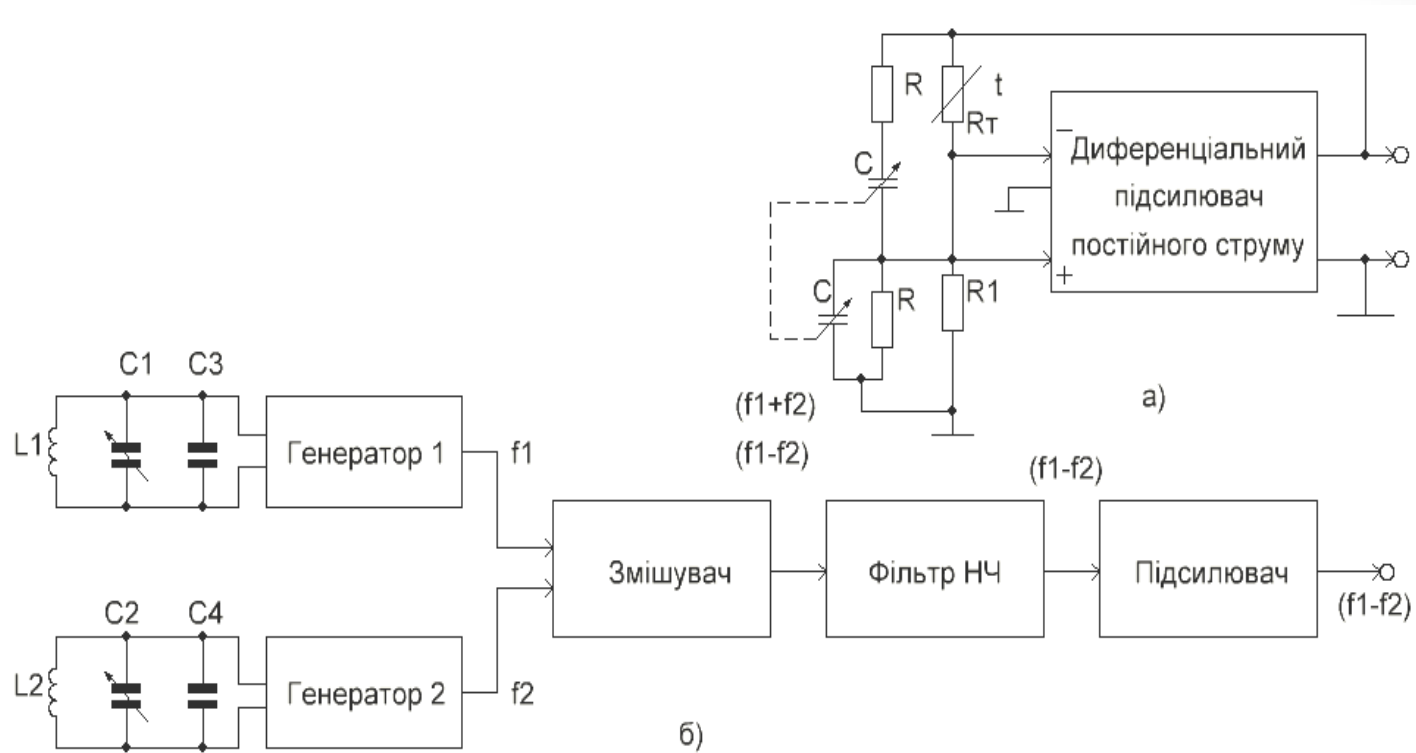 R
t
Rт
C
−
Диференціальний
підсилювач
постійного струму
+
C
R
R1
а)
C1
C3
L1
Генератор 1
f1
(f1+f2)
(f1-f2)
(f1-f2)
Змішувач
Фільтр НЧ
Підсилювач
(f1-f2)
C2
C4
L2
Генератор 2
f2
б)